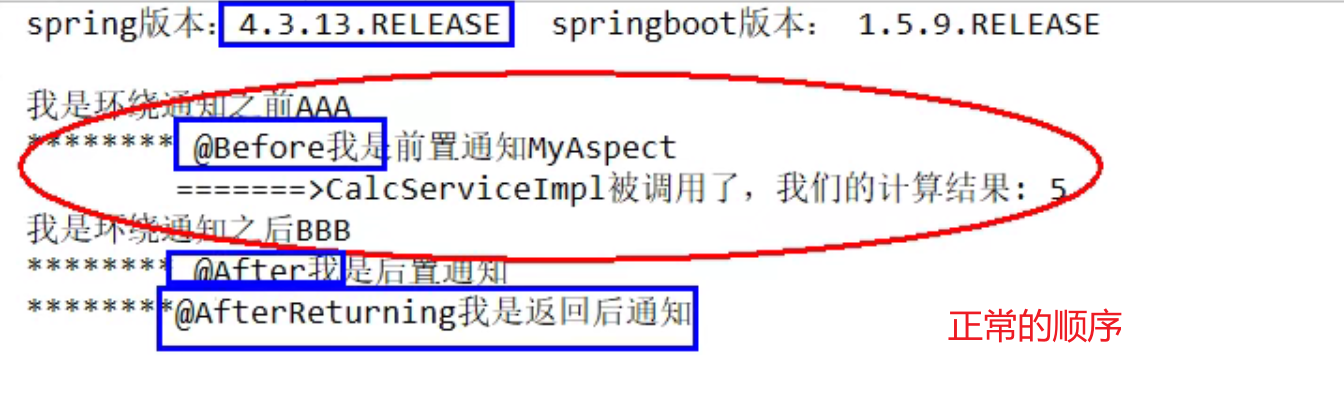 spring版本: 4.3.13.RELEASE springboot版本: 1.5.9.RELEASE
我是环绕通知之前AAA
******** @Before我是前置通知MyAspect
=======>CalcServiceImpl被调用了，我们的计算结果: 5
我是环绕通知之后BBB
******** @After我是后置通知
********@AfterReturning我是返回后通知
正常的顺序